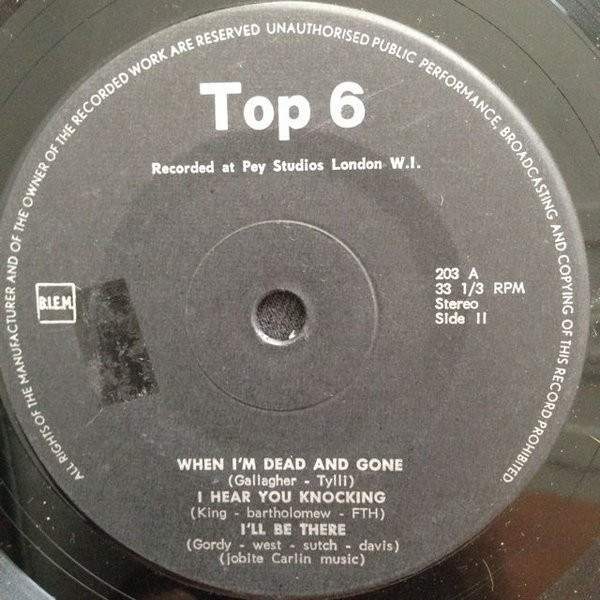 ALL RIGHTS OF THE MANUFACTURER AND OF THE OWNER OF THE RECORDED WORK ARE RESERVED UNAUTHORISED PUBLIC PERFORMANCE, BROADCASTING AND COPYING OF THIS RECORD PROHIBITED.
Top 6
Recorded at Pey Studios London W.I.
B.I.E.M.
203 A
33 1/3 RPM
Stereo
Side II
WHEN I'M DEAD AND GONE
(Gallagher - Tylli)
I HEAR YOU KNOCKING
(King - bartholomew - FTH)
I'LL BE THERE
(Gordy - west - sutch - davis)
(jobite Carlin music)